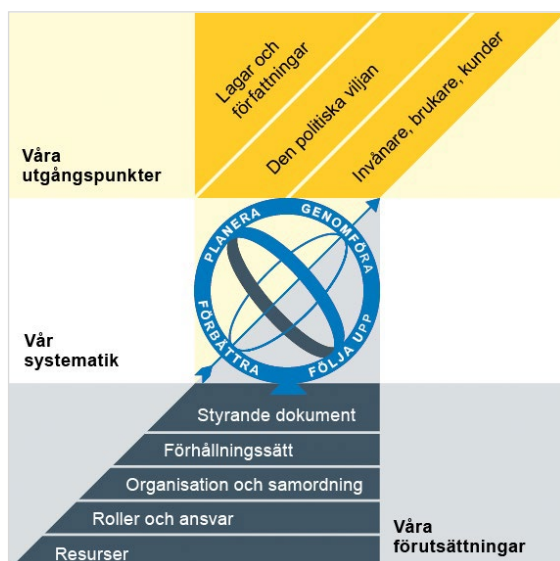 Lagar och
författningar
Den politiska viljan
Invånare, brukare, kunder
Våra
utgångspunkter
PLANERA
GENOMFÖRA
FÖLJA UPP
FÖRBÄTTRA
Vår
systematik
Styrande dokument
Förhållningssätt
Organisation och samordning
Roller och ansvar
Resurser
Våra
förutsättningar